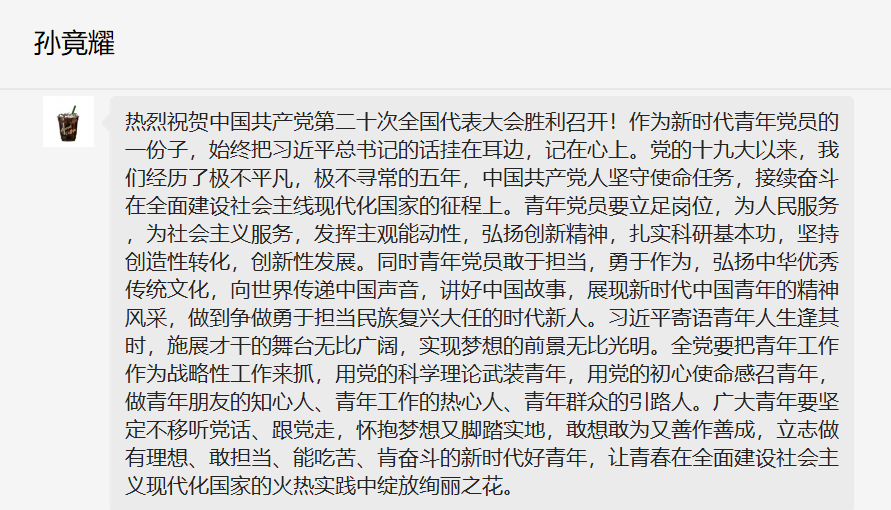 孙竟耀
热烈祝贺中国共产党第二十次全国代表大会胜利召开！作为新时代青年党员的
一份子，始终把习近平总书记的话挂在耳边，记在心上。党的十九大以来，我
们经历了极不平凡，极不寻常的五年，中国共产党人坚守使命任务，接续奋斗
在全面建设社会主线现代化国家的征程上。青年党员要立足岗位，为人民服务
，为社会主义服务，发挥主观能动性，弘扬创新精神，扎实科研基本功，坚持
创造性转化，创新性发展。同时青年党员敢于担当，勇于作为，弘扬中华优秀
传统文化，向世界传递中国声音，讲好中国故事，展现新时代中国青年的精神
风采，做到争做勇于担当民族复兴大任的时代新人。习近平寄语青年人生逢其
时，施展才干的舞台无比广阔，实现梦想的前景无比光明。全党要把青年工作
作为战略性工作来抓，用党的科学理论武装青年，用党的初心使命感召青年，
做青年朋友的知心人、青年工作的热心人、青年群众的引路人。广大青年要坚
定不移听党话、跟党走，怀抱梦想又脚踏实地，敢想敢为又善作善成，立志做
有理想、敢担当、能吃苦、肯奋斗的新时代好青年，让青春在全面建设社会主
义现代化国家的火热实践中绽放绚丽之花。